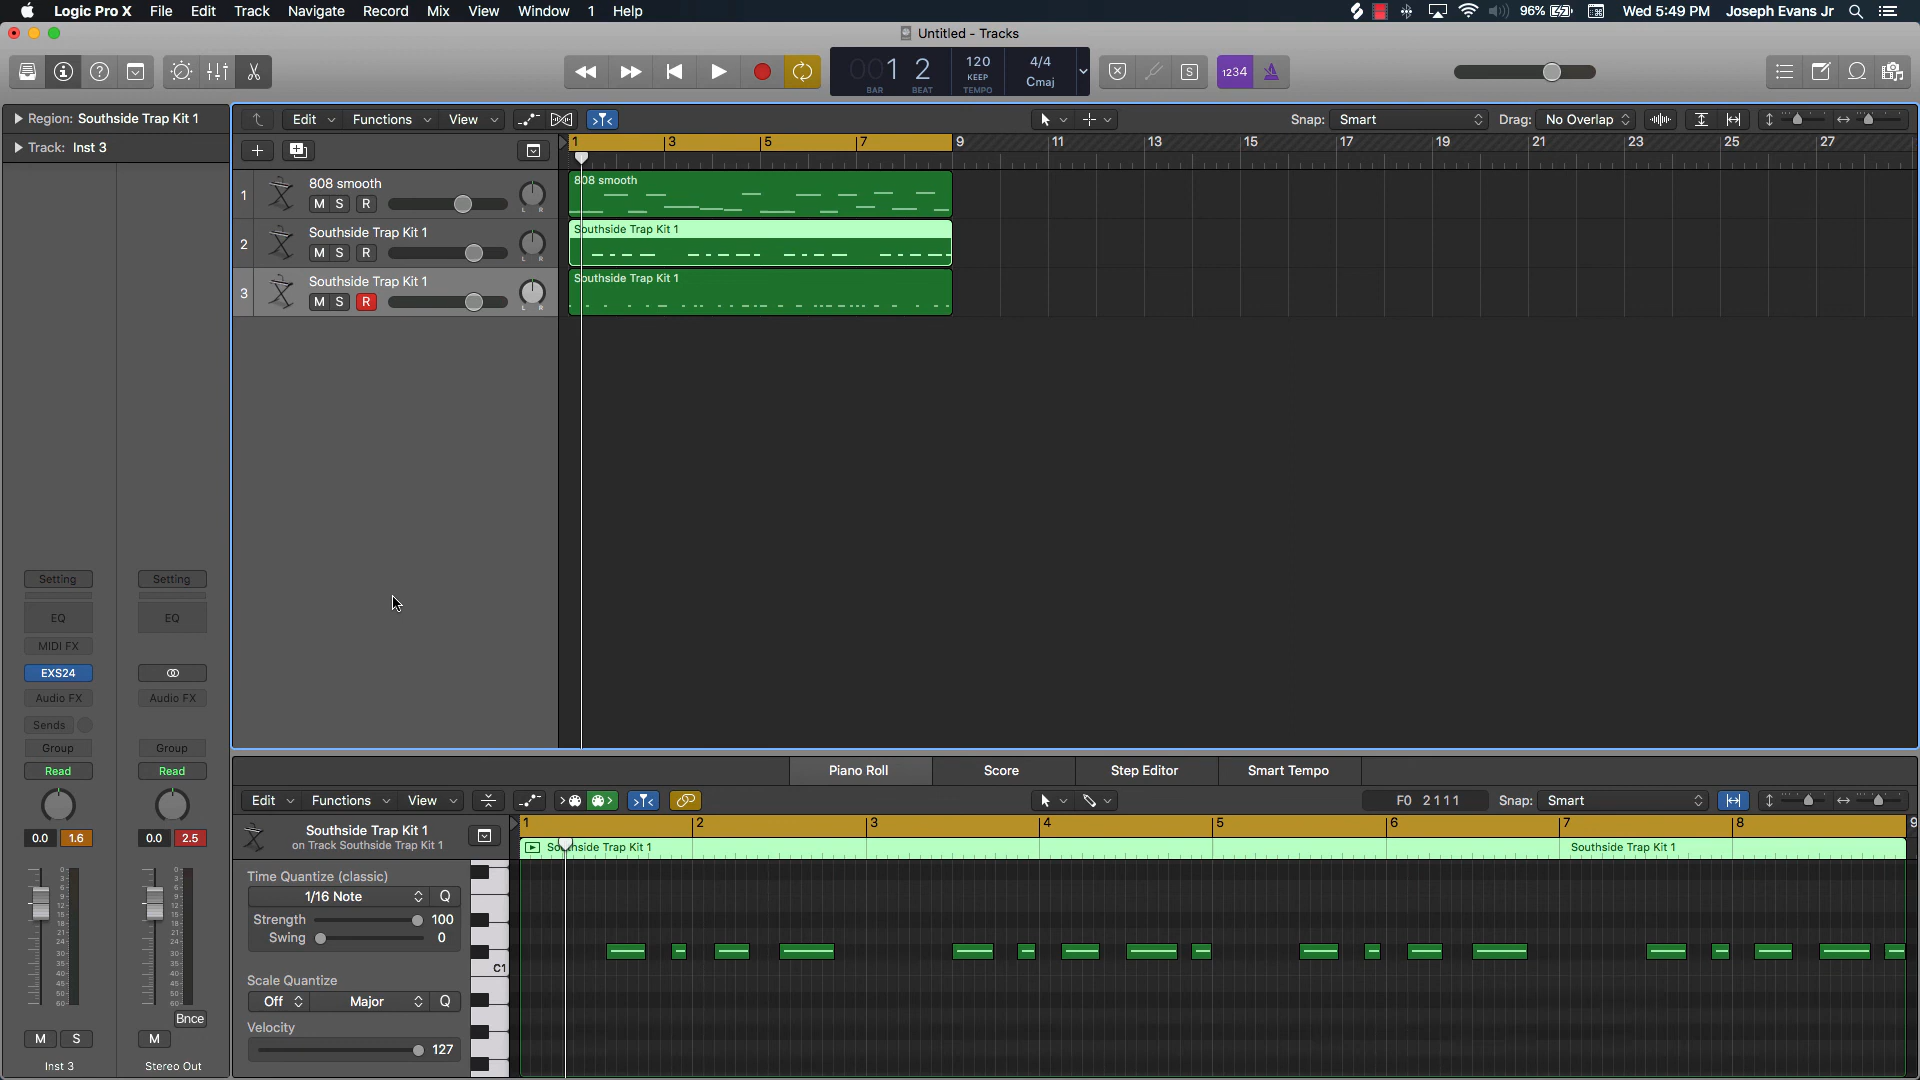 Logic Pro X File Edit Track Navigate Record Mix View Window 1 Help
96% Wed 5:49 PM Joseph Evans Jr
Untitled - Tracks
001 2 120 4/4
KEEP Cmaj
BAR BEAT TEMPO
S 1234
Region: Southside Trap Kit 1
Track: Inst 3
Edit Functions View
Snap: Smart Drag: No Overlap
1 3 5 7 9 11 13 15 17 19 21 23 25 27
1 808 smooth
M S R L R
2 Southside Trap Kit 1
M S R L R
3 Southside Trap Kit 1
M S R L R
808 smooth
Southside Trap Kit 1
Southside Trap Kit 1
Setting Setting
EQ EQ
MIDI FX
EXS24
Audio FX Audio FX
Sends
Group Group
Read Read
0.0 1.6 0.0 2.5
Bnce
M S M
Inst 3 Stereo Out
Piano Roll Score Step Editor Smart Tempo
Edit Functions View
F0 2 1 1 1 Snap: Smart
Southside Trap Kit 1
on Track Southside Trap Kit 1
1 2 3 4 5 6 7 8 9
Southside Trap Kit 1 Southside Trap Kit 1
Time Quantize (classic)
1/16 Note Q
Strength 100
Swing 0
Scale Quantize
Off Major Q
Velocity
127
C1